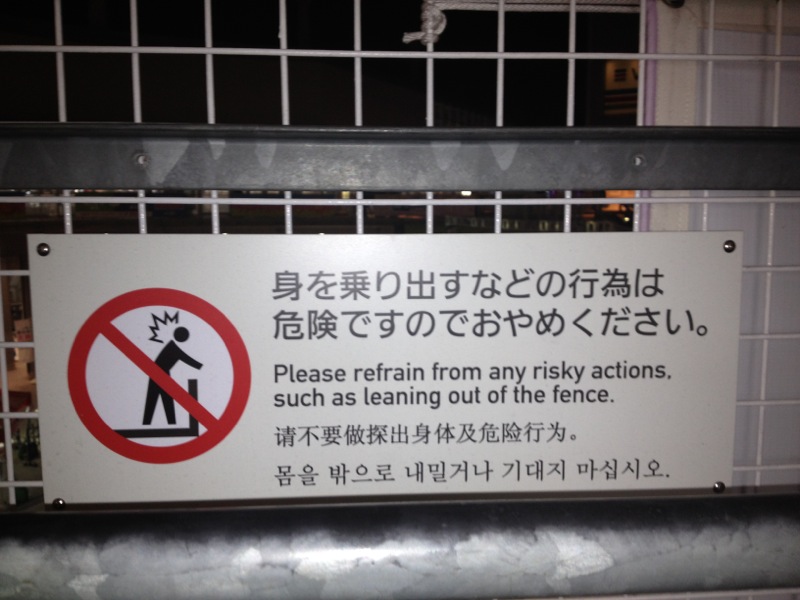 身を乗り出すなどの行為は
危険ですのでおやめください。
Please refrain from any risky actions,
such as leaning out of the fence.
请不要做探出身体及危险行为。
몸을 밖으로 내밀거나 기대지 마십시오.